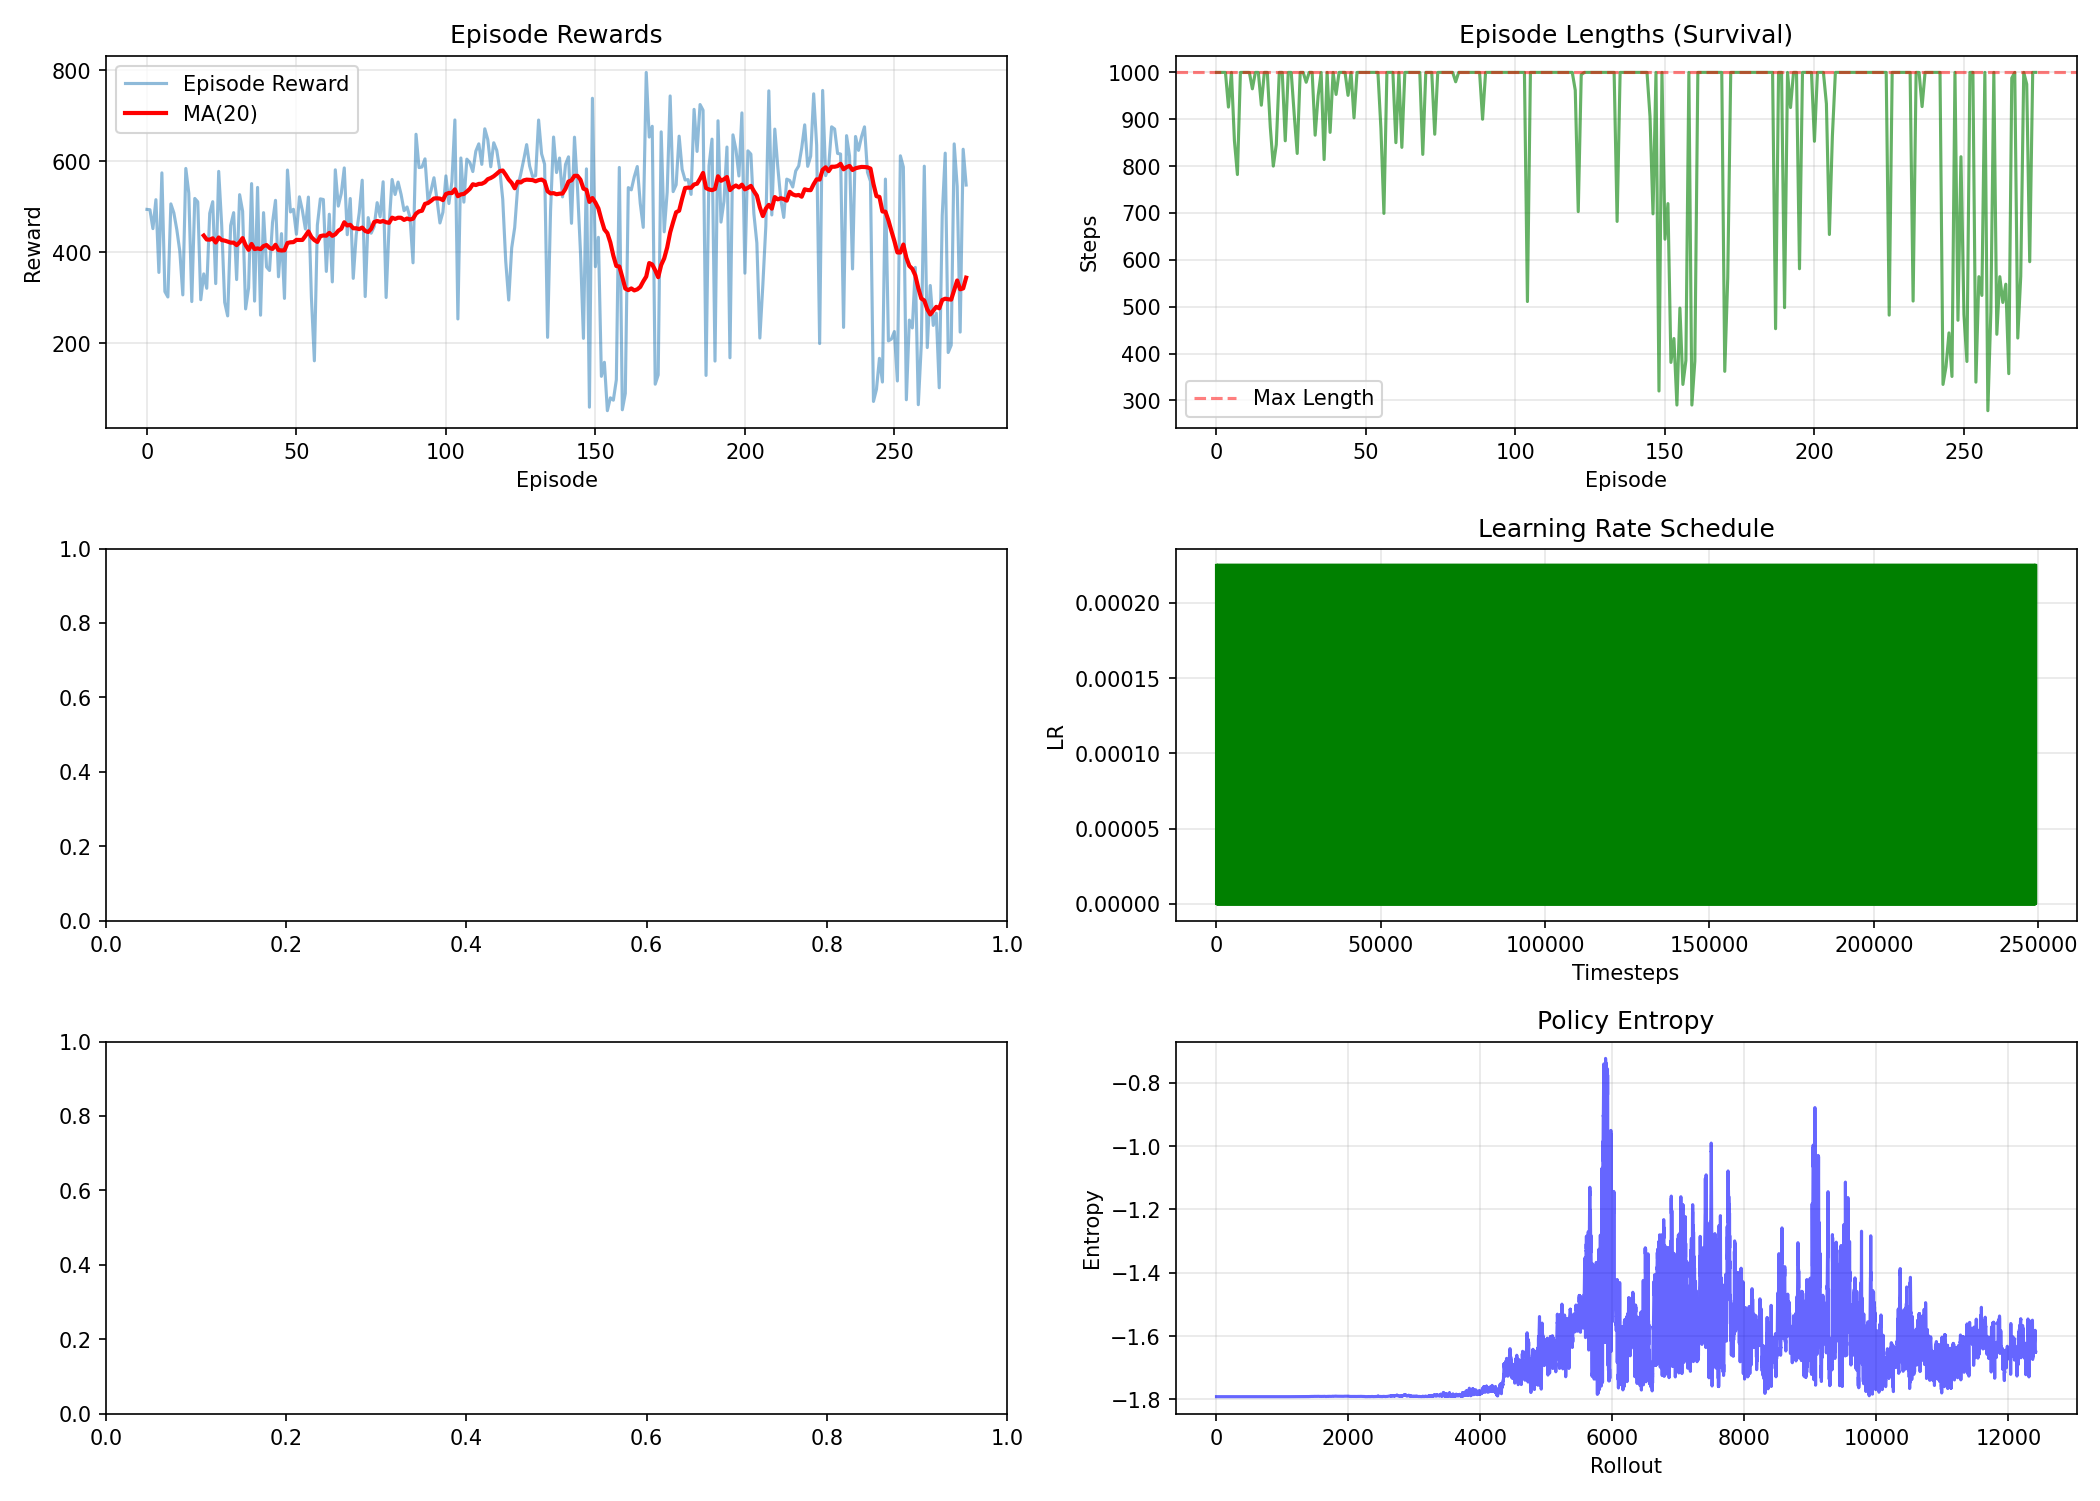 Episode Rewards
800
600
400
200
Reward
Episode Reward
MA(20)
0 50 100 150 200 250
Episode
Episode Lengths (Survival)
1000
900
800
700
600
500
400
300
Steps
Max Length
0 50 100 150 200 250
Episode
1.0
0.8
0.6
0.4
0.2
0.0
0.0 0.2 0.4 0.6 0.8 1.0
Learning Rate Schedule
0.00020
0.00015
0.00010
0.00005
0.00000
LR
0 50000 100000 150000 200000 250000
Timesteps
1.0
0.8
0.6
0.4
0.2
0.0
0.0 0.2 0.4 0.6 0.8 1.0
Policy Entropy
−0.8
−1.0
−1.2
−1.4
−1.6
−1.8
Entropy
0 2000 4000 6000 8000 10000 12000
Rollout